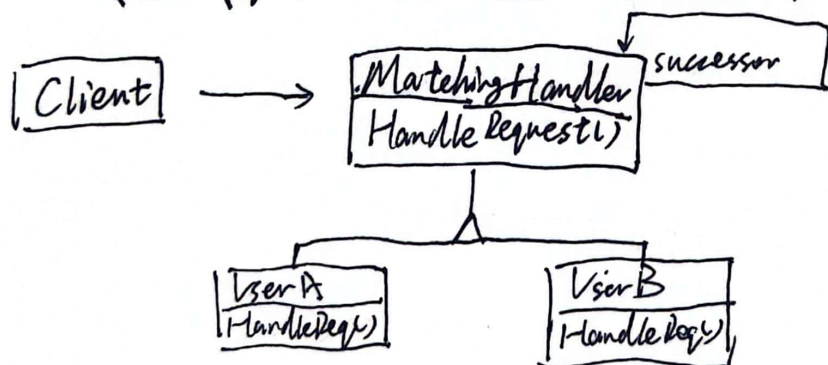 Client
MatchingHandler
successor
HandleRequest()
UserA
HandleReq()
UserB
HandleReq()